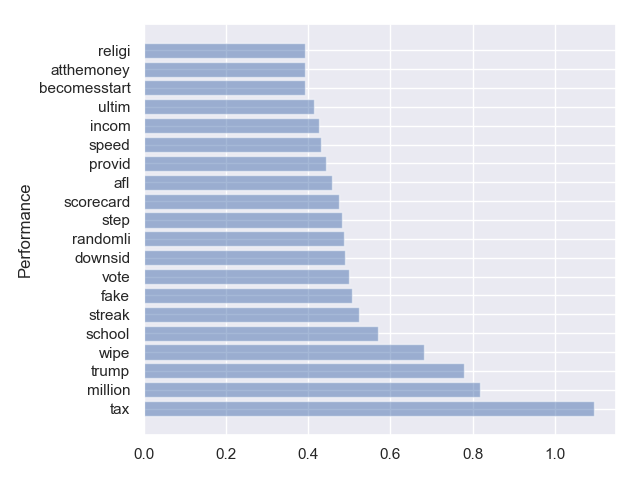 religi
atthemoney
becomesstart
ultim
incom
speed
provid
afl
scorecard
step
randomli
downsid
vote
fake
streak
school
wipe
trump
million
tax
Performance
0.0 0.2 0.4 0.6 0.8 1.0